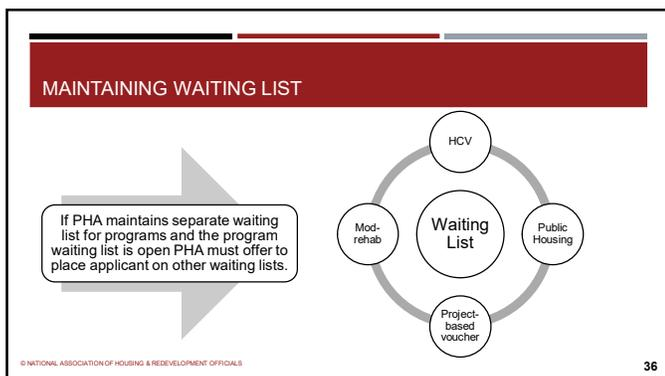 MAINTAINING WAITING LIST
If PHA maintains separate waiting
list for programs and the program
waiting list is open PHA must offer to
place applicant on other waiting lists.
HCV
Mod-
rehab
Waiting
List
Public
Housing
Project-
based
voucher
© NATIONAL ASSOCIATION OF HOUSING & REDEVELOPMENT OFFICIALS
36